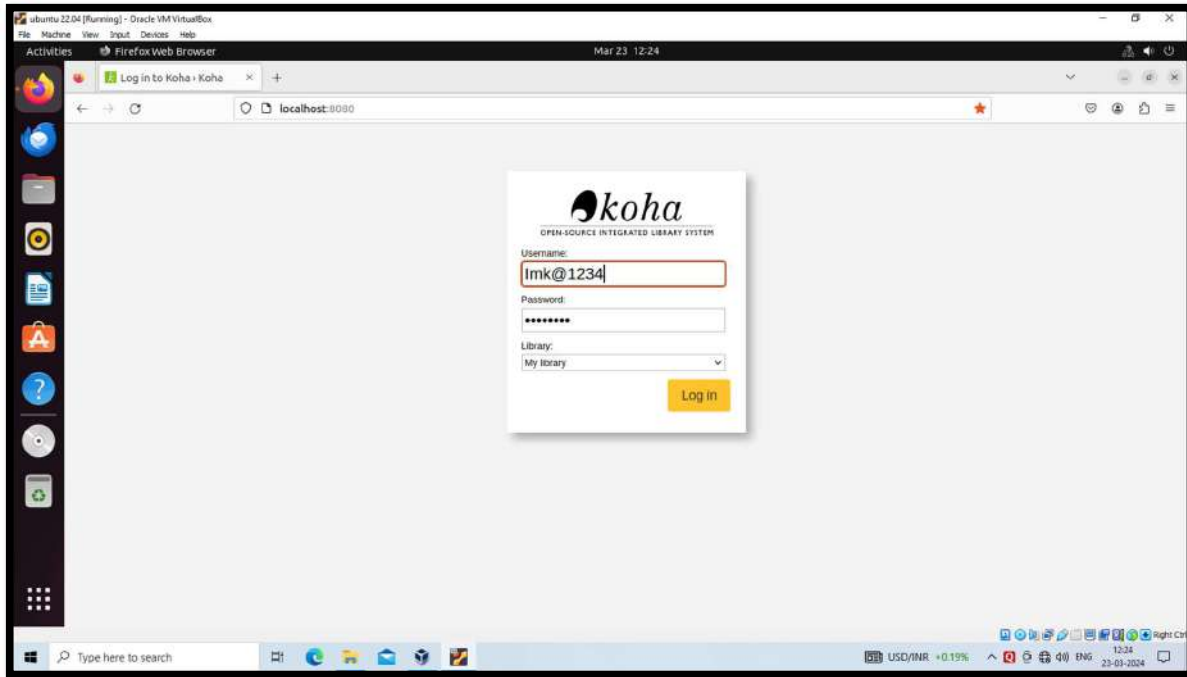 ubuntu 22.04 [Running] - Oracle VM VirtualBox
File Machine View Input Devices Help
Activities Firefox Web Browser Mar 23 12:24
Log in to Koha › Koha
localhost:8080
koha
OPEN-SOURCE INTEGRATED LIBRARY SYSTEM
Username:
Imk@1234
Password:
Library:
My library
Log in
Right Ctrl
Type here to search USD/INR +0.19% ENG 12:24
23-03-2024